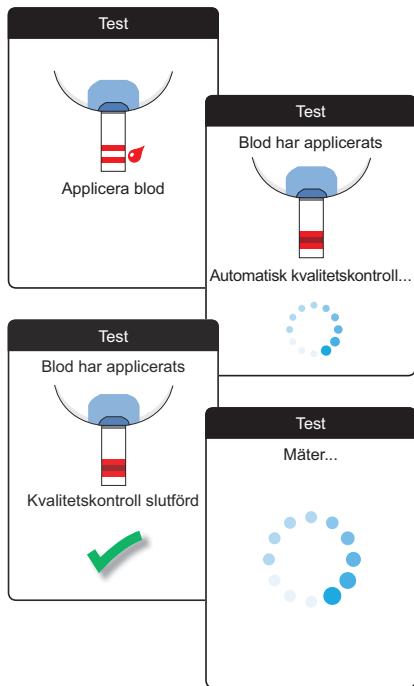 Test
Applicera blod
Test
Blod har applicerats
Automatisk kvalitetskontroll...
Test
Blod har applicerats
Kvalitetskontroll slutförd
Test
Mäter...